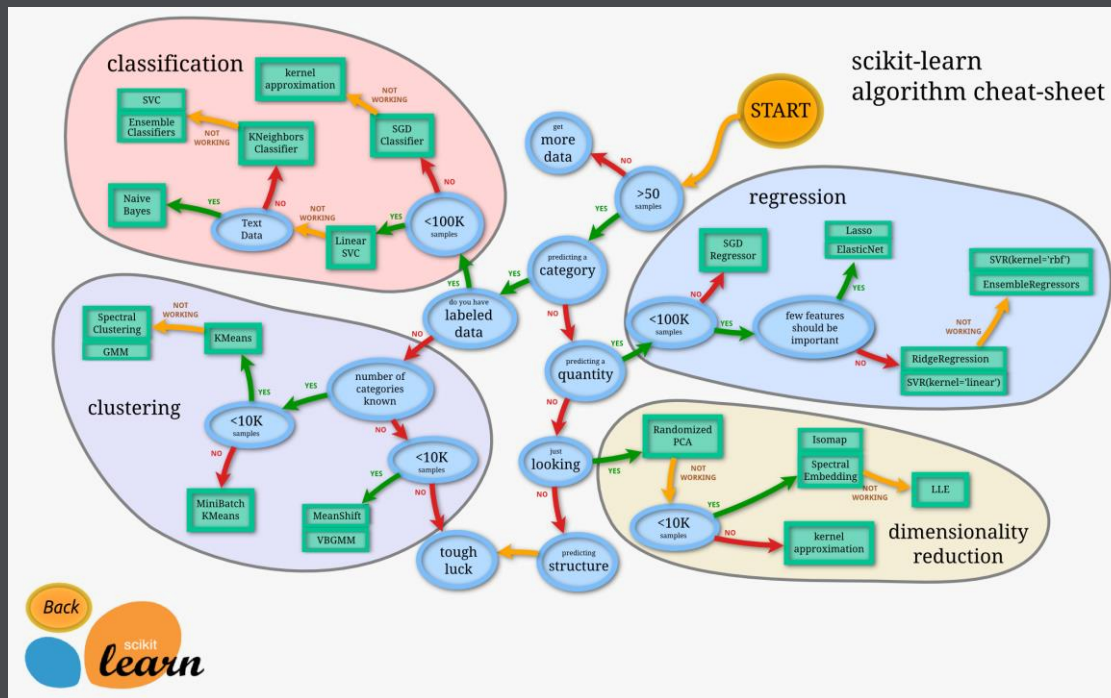 scikit-learn
algorithm cheat-sheet
START
get
more
data
NO
>50
samples
YES
predicting a
category
YES
NO
do you have
labeled
data
YES
NO
predicting a
quantity
YES
NO
just
looking
YES
NO
predicting
structure
tough
luck
classification
kernel
approximation
NOT
WORKING
SVC
Ensemble
Classifiers
NOT
WORKING
KNeighbors
Classifier
SGD
Classifier
NO
Naive
Bayes
YES
Text
Data
NO
NOT
WORKING
Linear
SVC
YES
<100K
samples
regression
SGD
Regressor
NO
<100K
samples
YES
Lasso
ElasticNet
YES
few features
should be
important
NO
SVR(kernel='rbf')
EnsembleRegressors
NOT
WORKING
RidgeRegression
SVR(kernel='linear')
clustering
Spectral
Clustering
GMM
NOT
WORKING
KMeans
YES
<10K
samples
NO
MiniBatch
KMeans
YES
number of
categories
known
NO
<10K
samples
YES
NO
MeanShift
VBGMM
dimensionality
reduction
Randomized
PCA
NOT
WORKING
<10K
samples
YES
NO
Isomap
Spectral
Embedding
NOT
WORKING
LLE
kernel
approximation
Back
scikit
learn